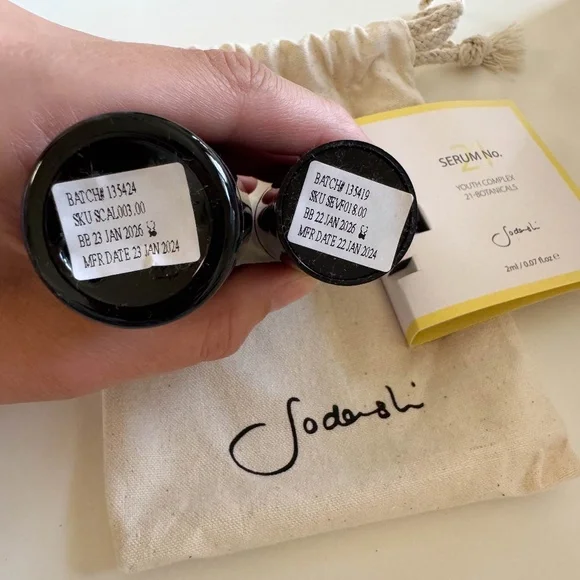 BATCH# 135424
SKU SCAL003.00
BB 23 JAN 2026
MFR DATE 23 JAN 2024
BATCH# 135419
SKU SEVF018.00
BB 22 JAN 2026
MFR DATE 22 JAN 2024
21
SERUM No.
YOUTH COMPLEX
21-BOTANICALS
Sodashi
2ml / 0.07 fl.oz ℮
Sodashi